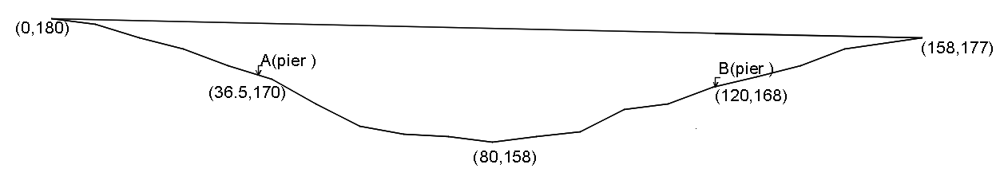 (0,180)
(158,177)
A(pier )
B(pier )
(36.5,170)
(120,168)
(80,158)